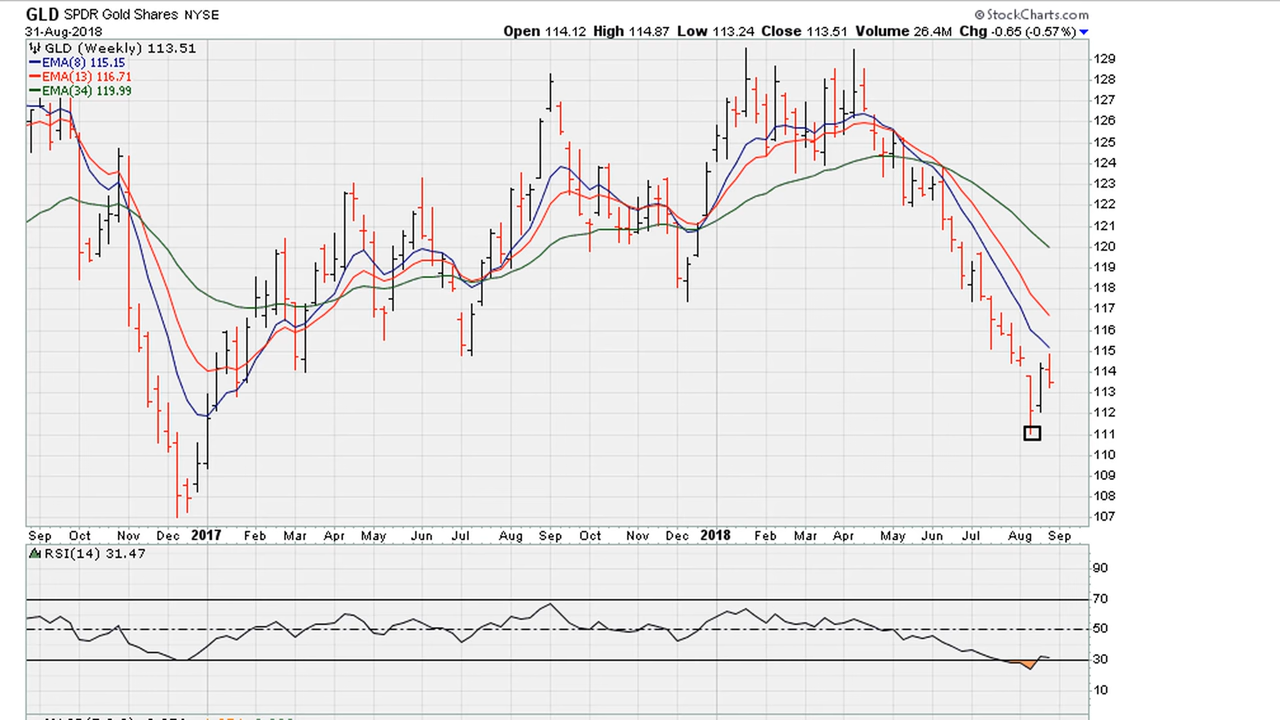 GLD SPDR Gold Shares NYSE
© StockCharts.com
31-Aug-2018
Open 114.12 High 114.87 Low 113.24 Close 113.51 Volume 26.4M Chg -0.65 (-0.57%)
GLD (Weekly) 113.51
EMA(8) 115.15
EMA(13) 116.71
EMA(34) 119.99
129
128
127
126
125
124
123
122
121
120
119
118
117
116
115
114
113
112
111
110
109
108
107
Sep Oct Nov Dec 2017 Feb Mar Apr May Jun Jul Aug Sep Oct Nov Dec 2018 Feb Mar Apr May Jun Jul Aug Sep
RSI(14) 31.47
90
70
50
30
10